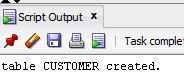 Script Output x
Task complet
table CUSTOMER created.